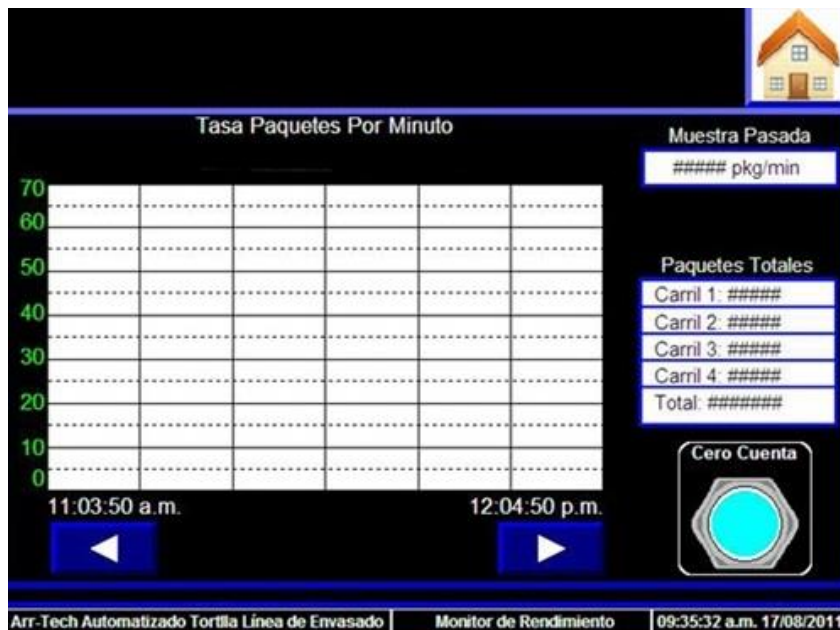 Tasa Paquetes Por Minuto
Muestra Pasada
##### pkg/min
70
60
50
40
30
20
10
0
11:03:50 a.m.
12:04:50 p.m.
Paquetes Totales
Carril 1: #####
Carril 2: #####
Carril 3: #####
Carril 4: #####
Total: #######
Cero Cuenta
Arr-Tech Automatizado Tortlla Línea de Envasado
Monitor de Rendimiento
09:35:32 a.m. 17/08/201